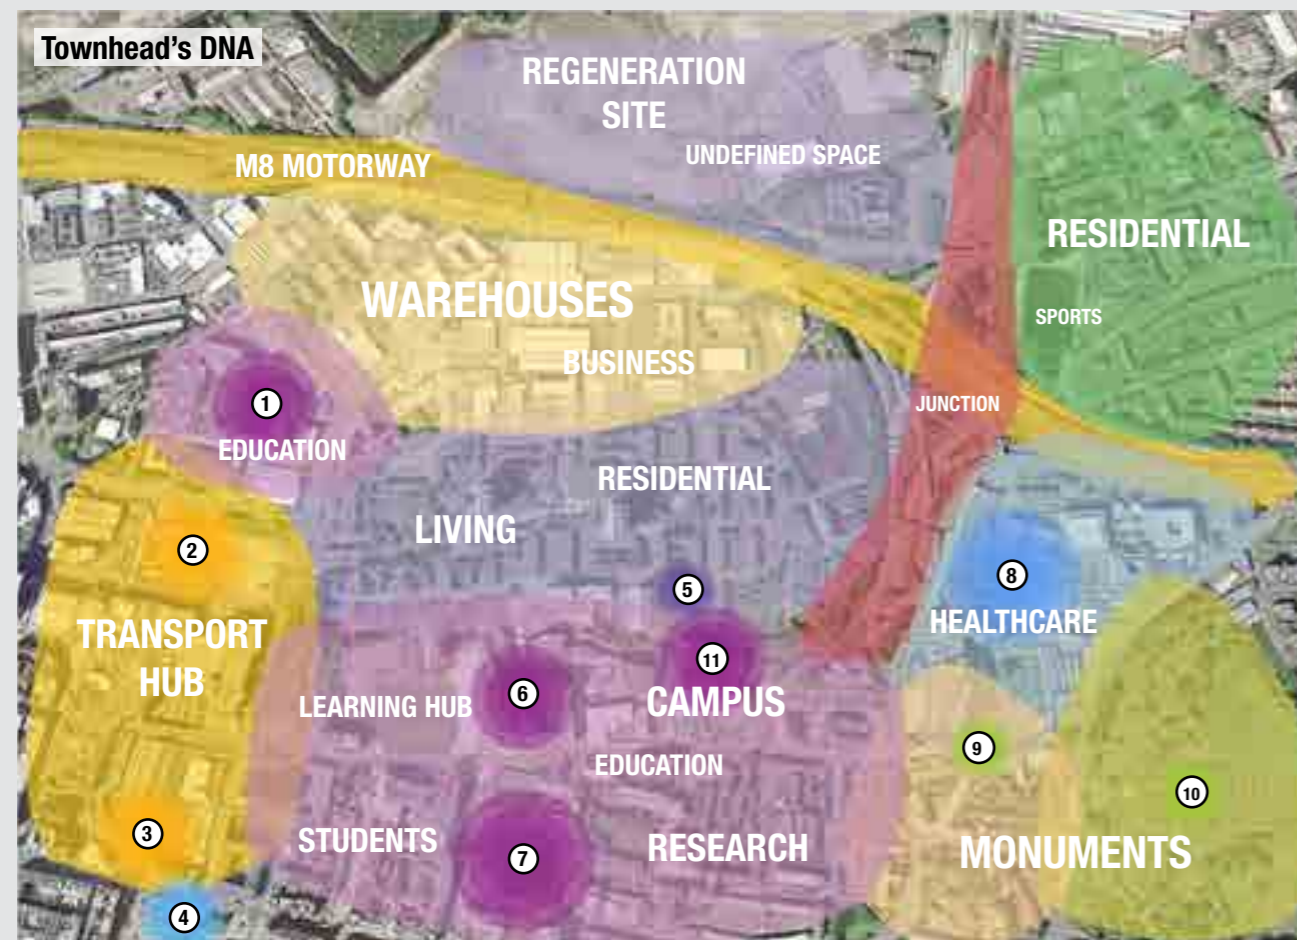 Townhead's DNA
REGENERATION
SITE
UNDEFINED SPACE
M8 MOTORWAY
RESIDENTIAL
WAREHOUSES
SPORTS
BUSINESS
1
JUNCTION
EDUCATION
RESIDENTIAL
LIVING
2
5
8
TRANSPORT
HUB
HEALTHCARE
11
6
LEARNING HUB
CAMPUS
9
EDUCATION
10
3
STUDENTS
7
RESEARCH
MONUMENTS
4